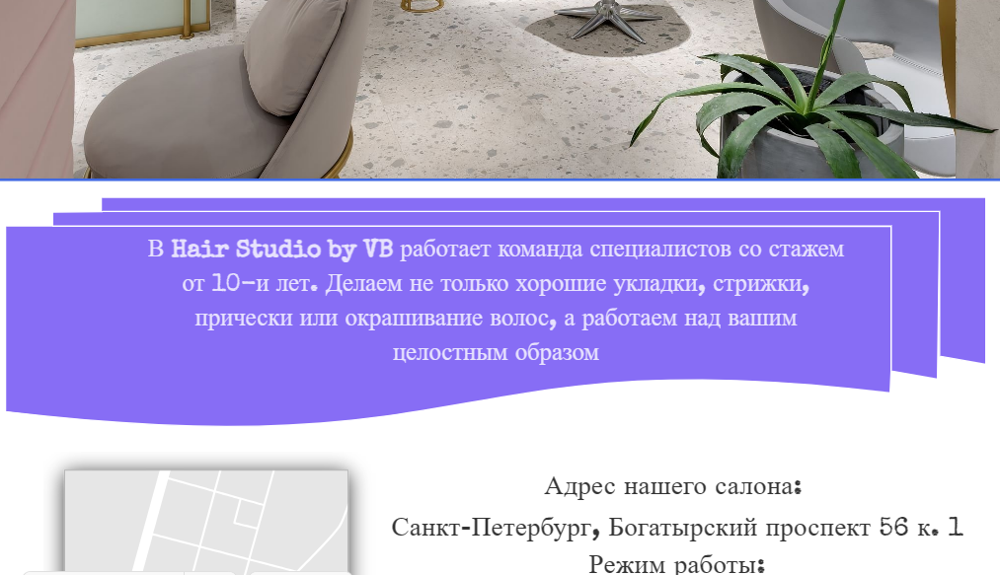 В Hair Studio by VB работает команда специалистов со стажем
от 10-и лет. Делаем не только хорошие укладки, стрижки,
прически или окрашивание волос, а работаем над вашим
целостным образом
Адрес нашего салона:
Санкт-Петербург, Богатырский проспект 56 к. 1
Режим работы: